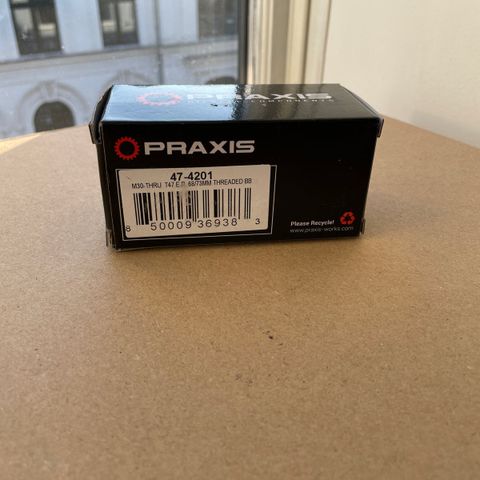 PRAXIS
COMPONENTS
PRAXIS
47-4201
M30-THRU T47 E.B. 68/73MM THREADED BB
8 50009 36938 3
Please Recycle!
www.praxis-works.com